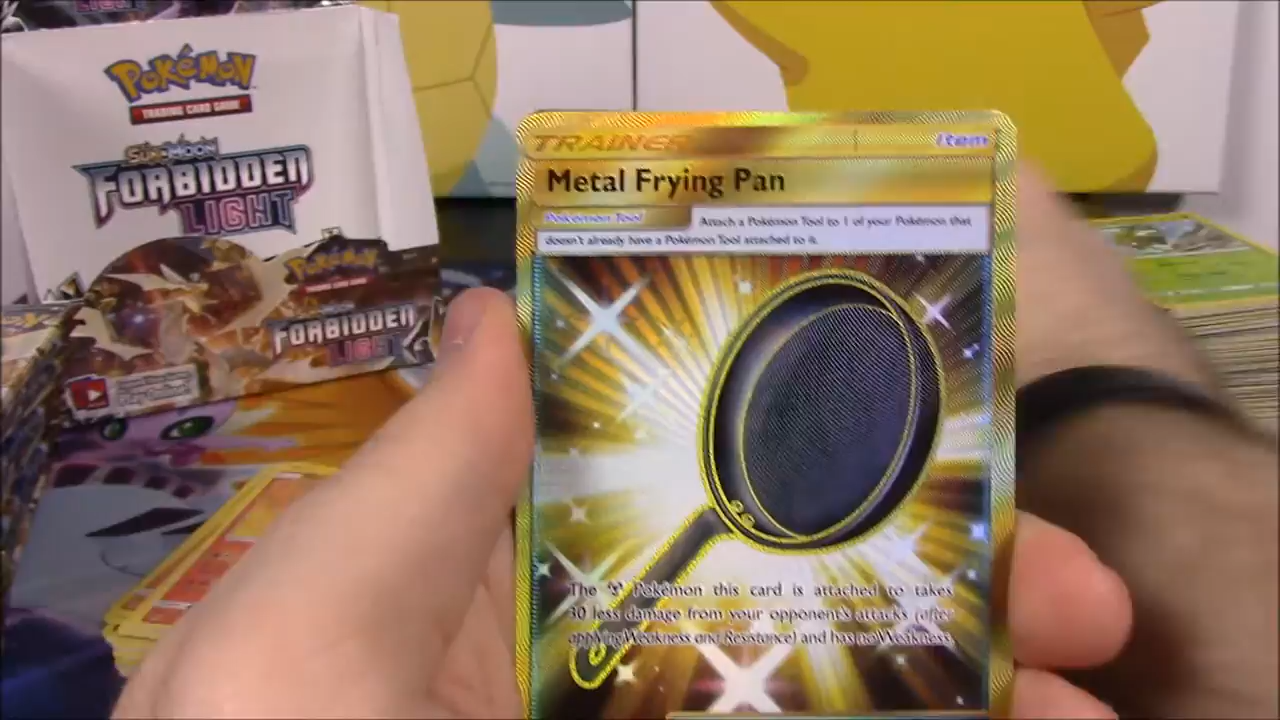 POKéMON
TRADING CARD GAME
SUN & MOON
FORBIDDEN
LIGHT
POKéMON
FORBIDDEN
LIGHT
TRAINER
Item
Metal Frying Pan
Pokémon Tool
Attach a Pokémon Tool to 1 of your Pokémon that
doesn't already have a Pokémon Tool attached to it.
The Pokémon this card is attached to takes
30 less damage from your opponent's attacks (after
applying Weakness and Resistance) and has no Weakness.